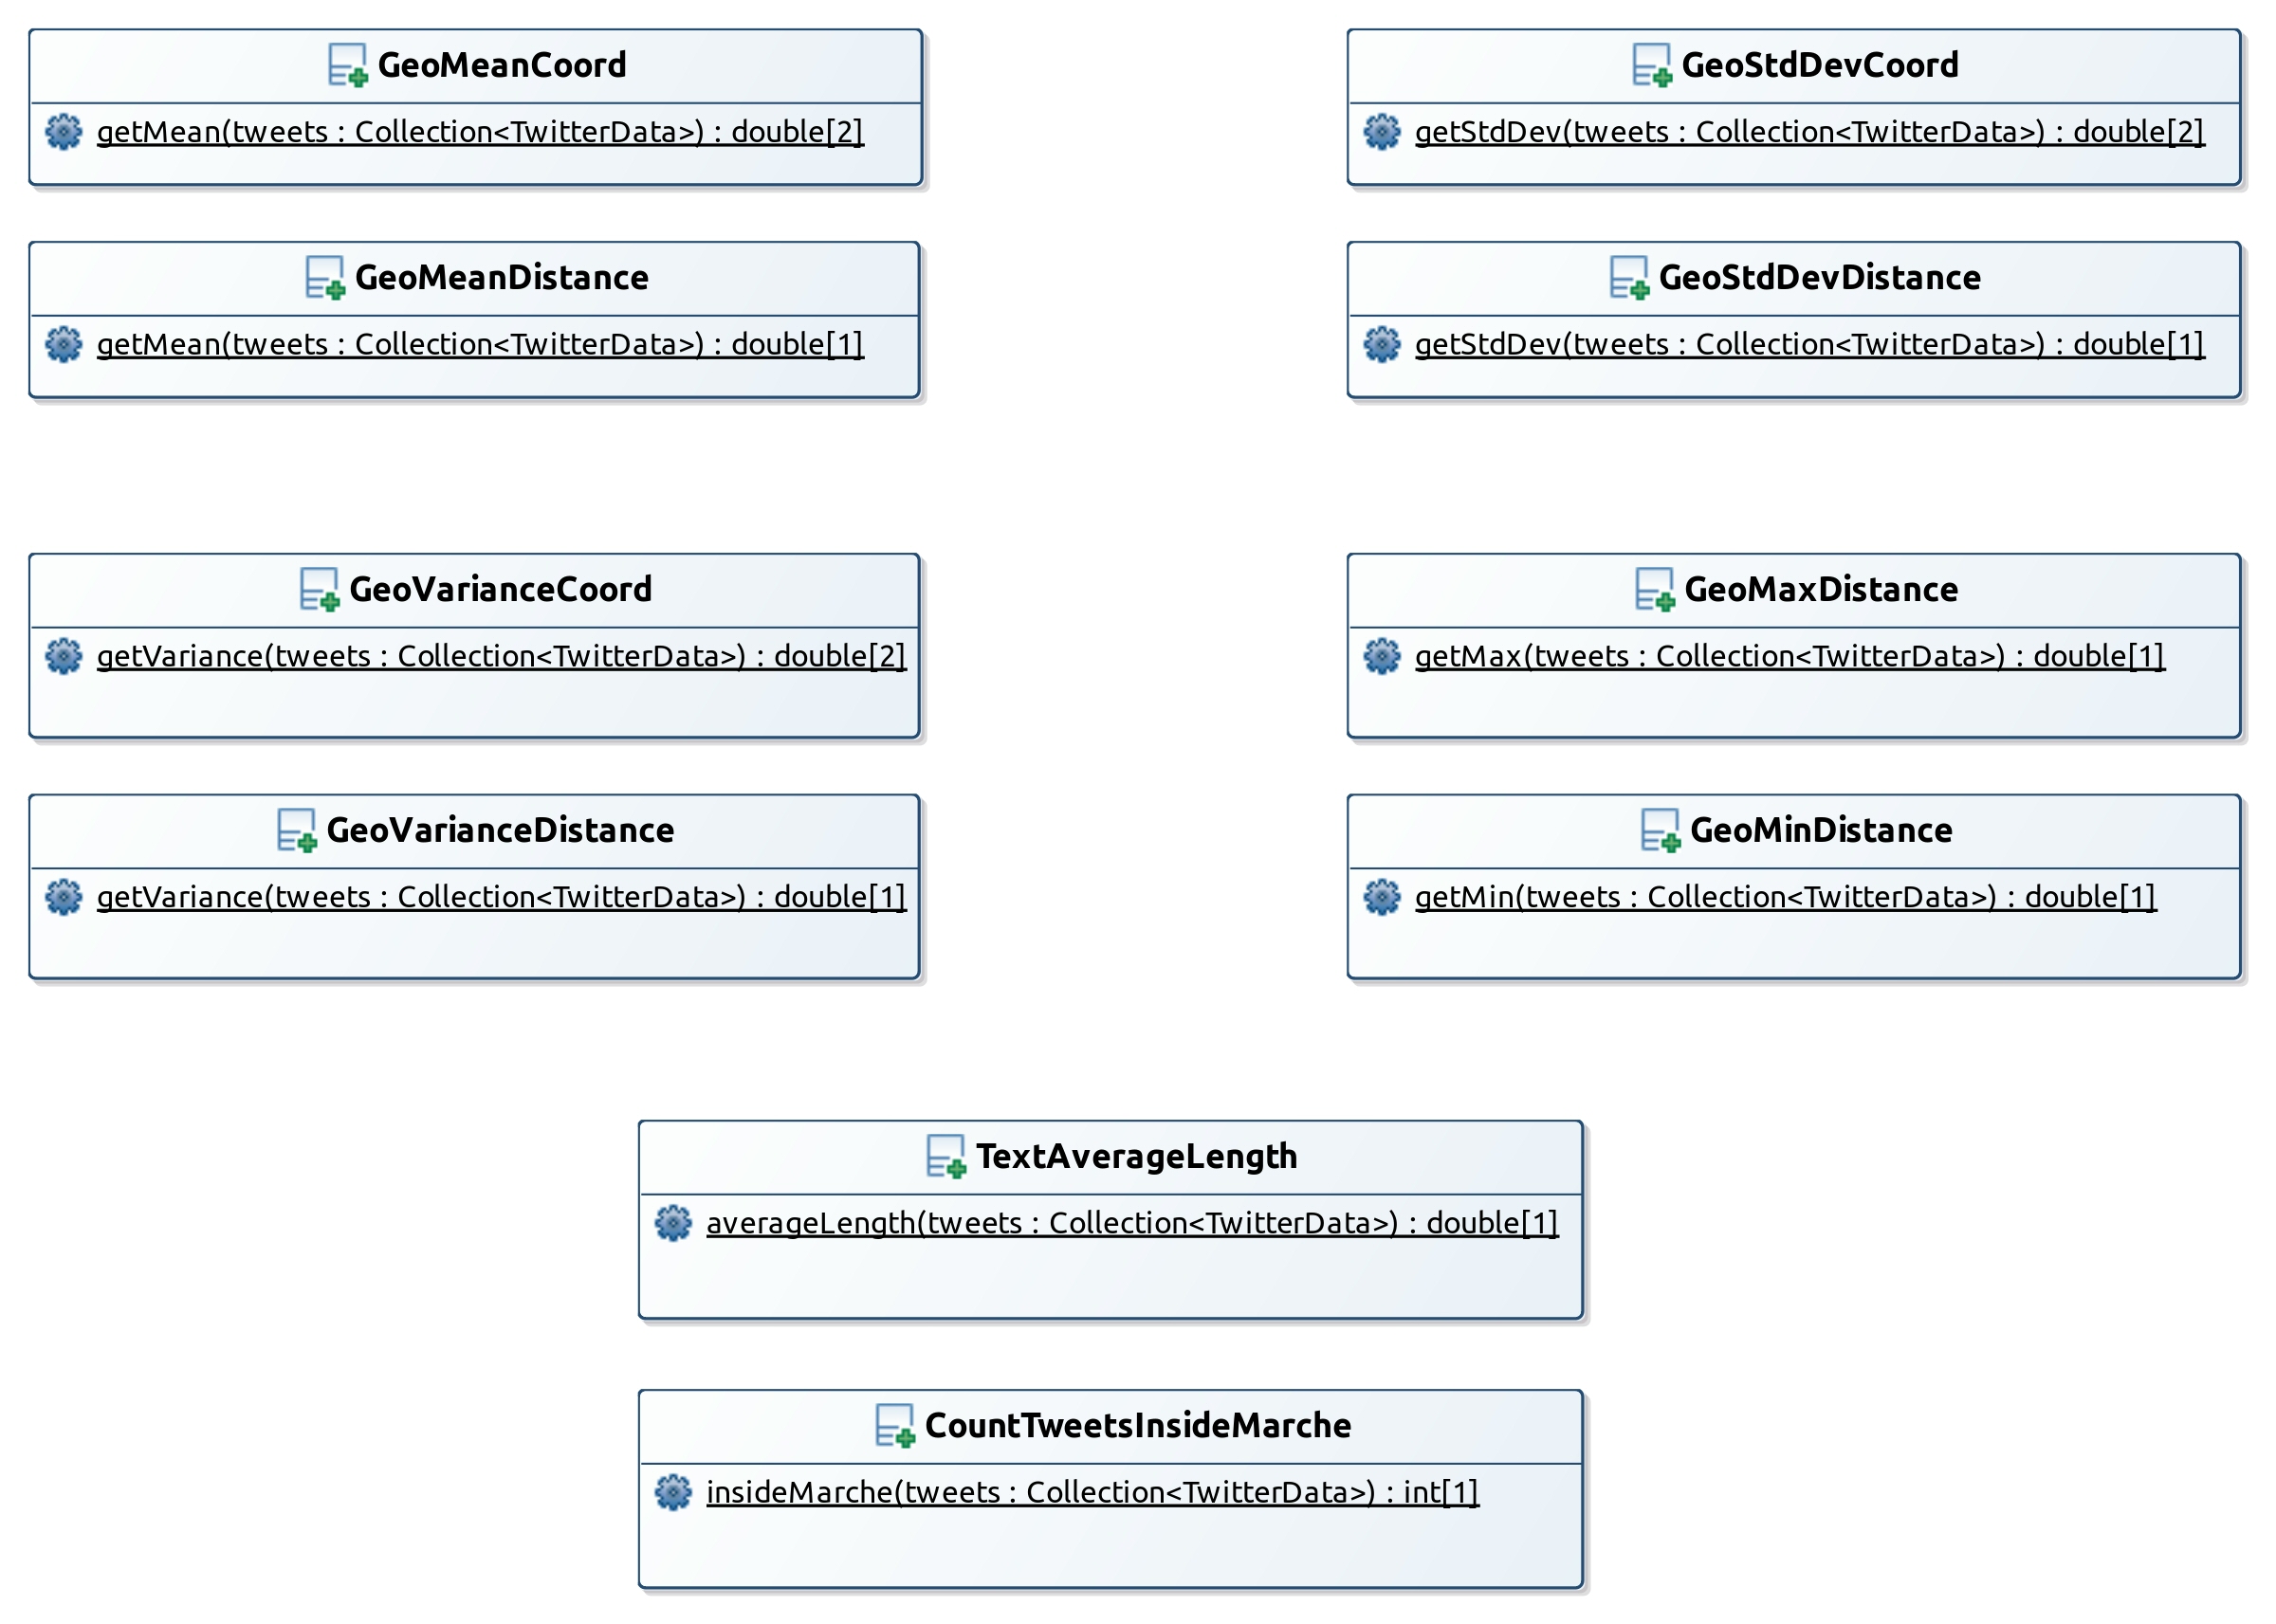 GeoMeanCoord
getMean(tweets : Collection<TwitterData>) : double[2]
GeoStdDevCoord
getStdDev(tweets : Collection<TwitterData>) : double[2]
GeoMeanDistance
getMean(tweets : Collection<TwitterData>) : double[1]
GeoStdDevDistance
getStdDev(tweets : Collection<TwitterData>) : double[1]
GeoVarianceCoord
getVariance(tweets : Collection<TwitterData>) : double[2]
GeoMaxDistance
getMax(tweets : Collection<TwitterData>) : double[1]
GeoVarianceDistance
getVariance(tweets : Collection<TwitterData>) : double[1]
GeoMinDistance
getMin(tweets : Collection<TwitterData>) : double[1]
TextAverageLength
averageLength(tweets : Collection<TwitterData>) : double[1]
CountTweetsInsideMarche
insideMarche(tweets : Collection<TwitterData>) : int[1]